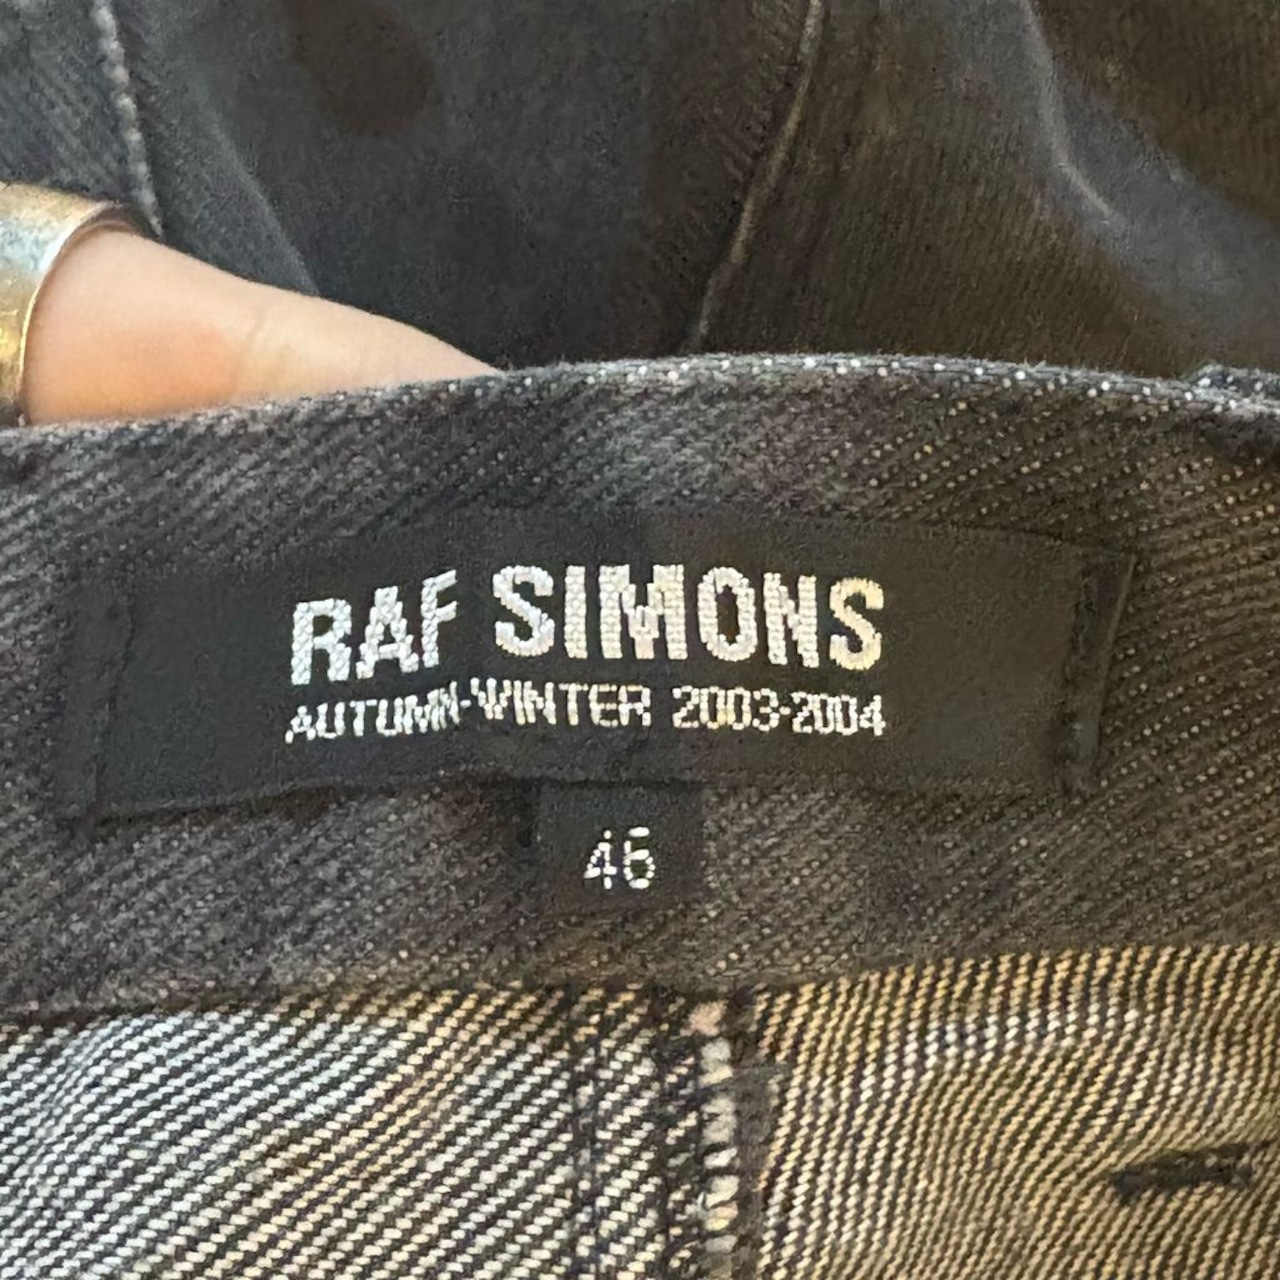 RAF SIMONS
AUTUMN-WINTER 2003-2004
46